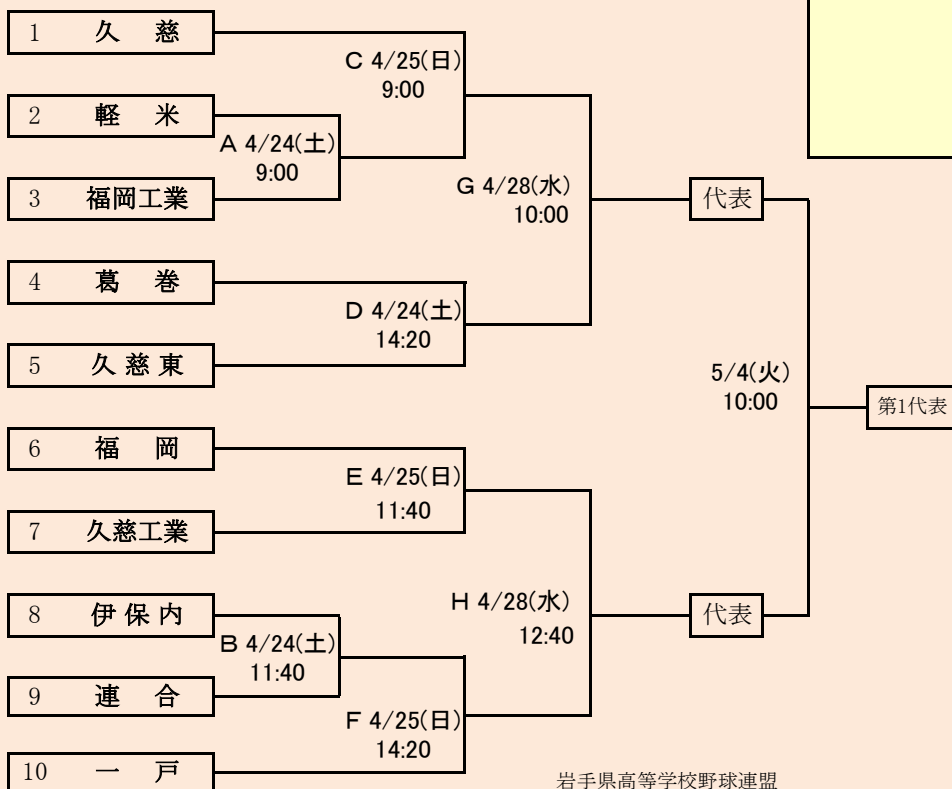 1 久 慈
C 4/25(日)
9:00
2 軽 米
A 4/24(土)
9:00
3 福岡工業
G 4/28(水)
10:00
代表
4 葛 巻
D 4/24(土)
14:20
5 久 慈 東
5/4(火)
10:00
第1代表
6 福 岡
E 4/25(日)
11:40
7 久慈工業
H 4/28(水)
12:40
代表
8 伊 保 内
B 4/24(土)
11:40
9 連 合
F 4/25(日)
14:20
10 一 戸
岩手県高等学校野球連盟